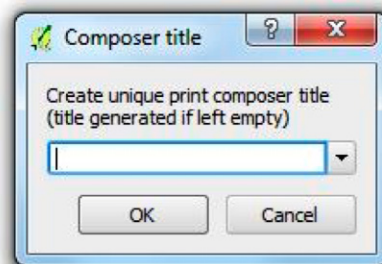 Composer title
Create unique print composer title
(title generated if left empty)
OK
Cancel